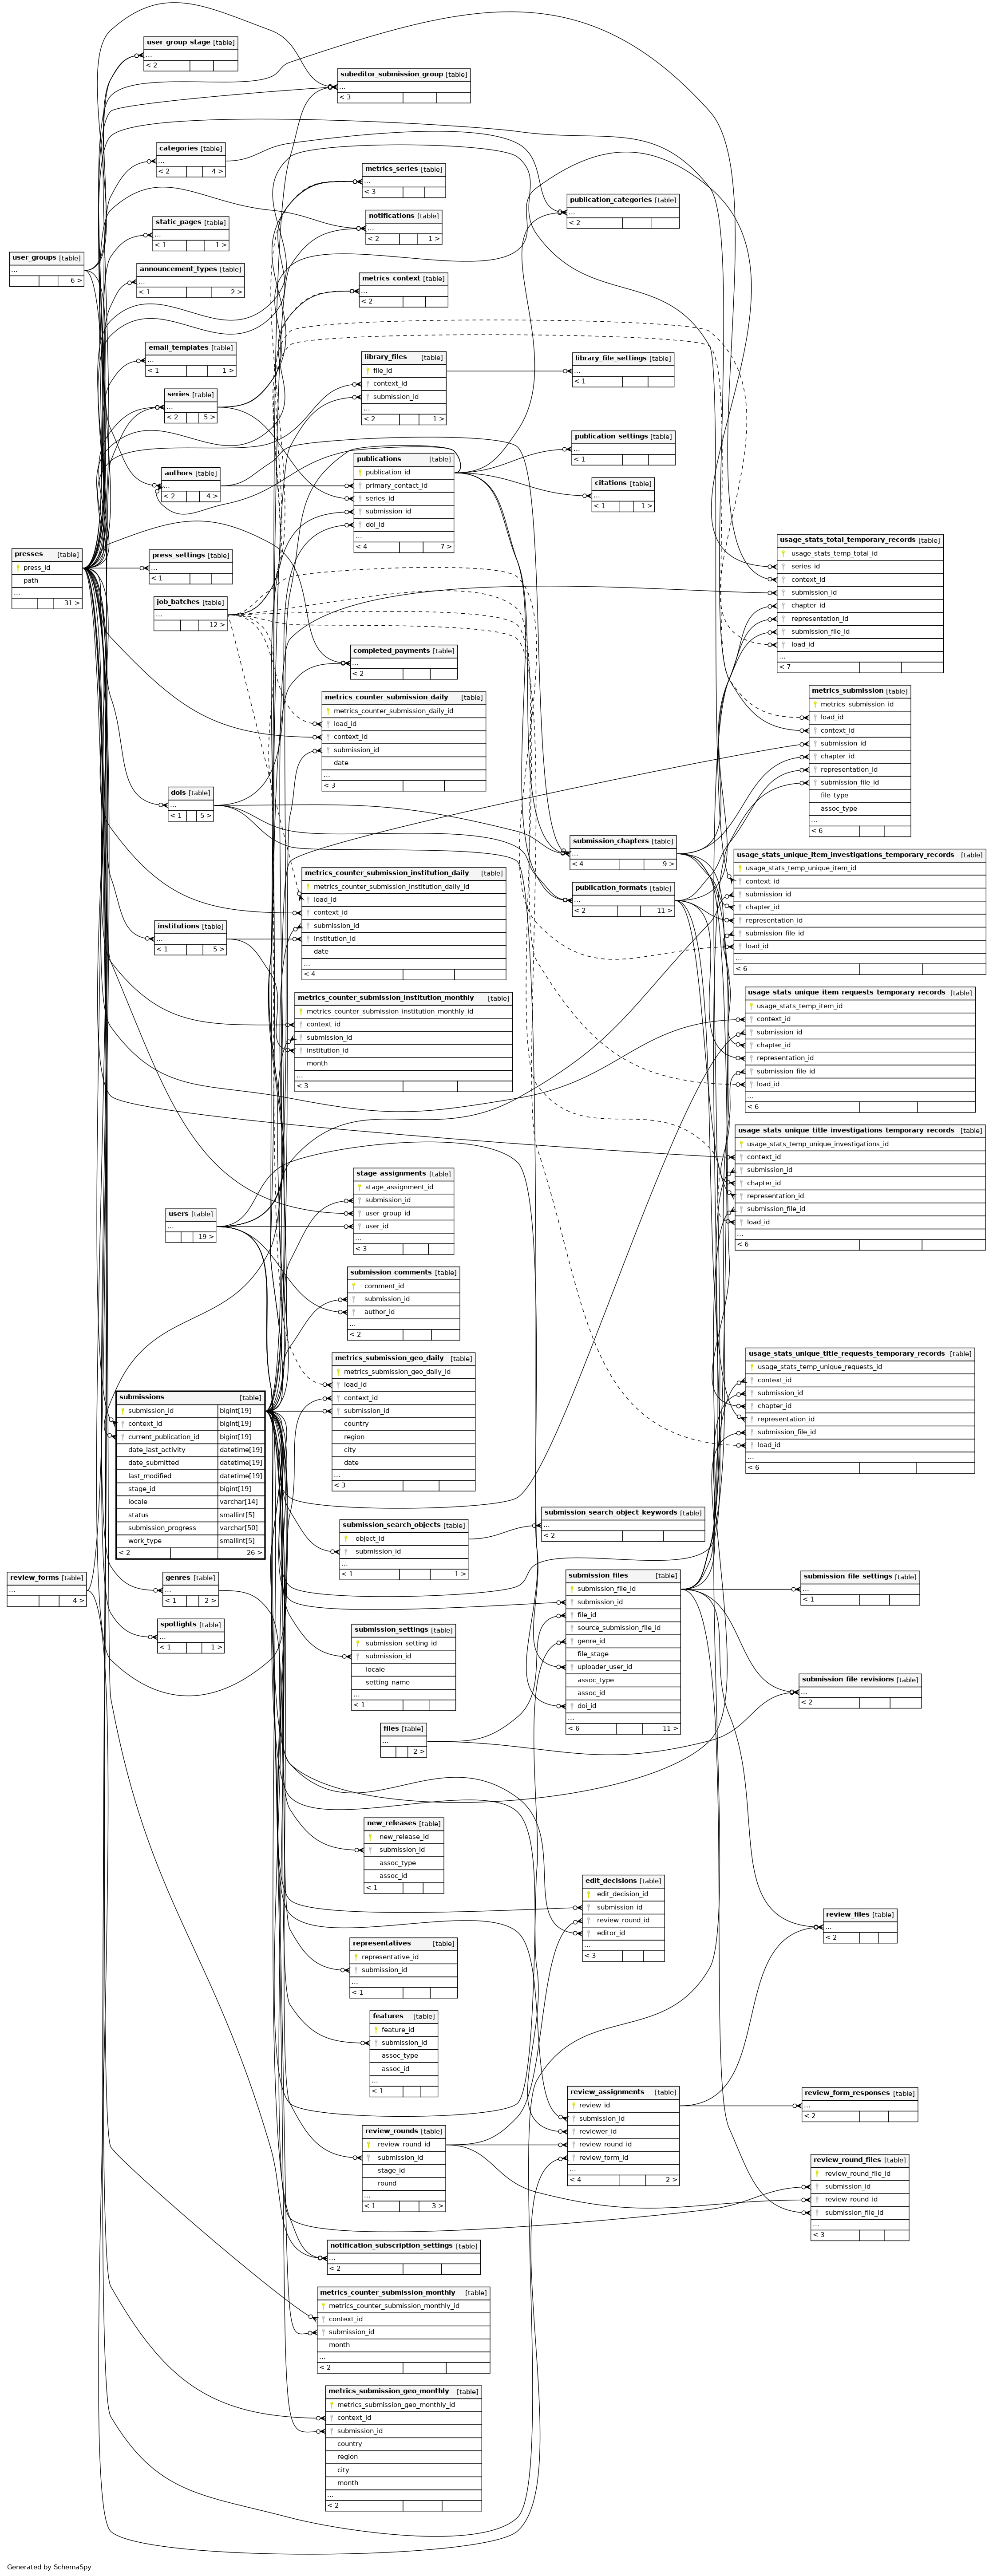 user_group_stage [table]
...
< 2
subeditor_submission_group [table]
...
< 3
categories [table]
...
< 2 4 >
metrics_series [table]
...
< 3
publication_categories [table]
...
< 2
notifications [table]
...
< 2 1 >
static_pages [table]
...
< 1 1 >
user_groups [table]
...
6 >
announcement_types [table]
...
< 1 2 >
metrics_context [table]
...
< 2
email_templates [table]
...
< 1 1 >
library_files [table]
file_id
context_id
submission_id
...
< 2 1 >
library_file_settings [table]
...
< 1
series [table]
...
< 2 5 >
publication_settings [table]
...
< 1
publications [table]
publication_id
primary_contact_id
series_id
submission_id
doi_id
...
< 4 7 >
authors [table]
...
< 2 4 >
citations [table]
...
< 1 1 >
usage_stats_total_temporary_records [table]
usage_stats_temp_total_id
series_id
context_id
submission_id
chapter_id
representation_id
submission_file_id
load_id
...
< 7
presses [table]
press_id
path
...
31 >
press_settings [table]
...
< 1
job_batches [table]
...
12 >
completed_payments [table]
...
< 2
metrics_submission [table]
metrics_submission_id
load_id
context_id
submission_id
chapter_id
representation_id
submission_file_id
file_type
assoc_type
...
< 6
metrics_counter_submission_daily [table]
metrics_counter_submission_daily_id
load_id
context_id
submission_id
date
...
< 3
dois [table]
...
< 1 5 >
submission_chapters [table]
...
< 4 9 >
usage_stats_unique_item_investigations_temporary_records [table]
usage_stats_temp_unique_item_id
context_id
submission_id
chapter_id
representation_id
submission_file_id
load_id
...
< 6
metrics_counter_submission_institution_daily [table]
metrics_counter_submission_institution_daily_id
load_id
context_id
submission_id
institution_id
date
...
< 4
publication_formats [table]
...
< 2 11 >
institutions [table]
...
< 1 5 >
usage_stats_unique_item_requests_temporary_records [table]
usage_stats_temp_item_id
context_id
submission_id
chapter_id
representation_id
submission_file_id
load_id
...
< 6
metrics_counter_submission_institution_monthly [table]
metrics_counter_submission_institution_monthly_id
context_id
submission_id
institution_id
month
...
< 3
usage_stats_unique_title_investigations_temporary_records [table]
usage_stats_temp_unique_investigations_id
context_id
submission_id
chapter_id
representation_id
submission_file_id
load_id
...
< 6
stage_assignments [table]
stage_assignment_id
submission_id
user_group_id
user_id
...
< 3
users [table]
...
19 >
submission_comments [table]
comment_id
submission_id
author_id
...
< 2
usage_stats_unique_title_requests_temporary_records [table]
usage_stats_temp_unique_requests_id
context_id
submission_id
chapter_id
representation_id
submission_file_id
load_id
...
< 6
metrics_submission_geo_daily [table]
metrics_submission_geo_daily_id
load_id
context_id
submission_id
country
region
city
date
...
< 3
submissions [table]
submission_id bigint[19]
context_id bigint[19]
current_publication_id bigint[19]
date_last_activity datetime[19]
date_submitted datetime[19]
last_modified datetime[19]
stage_id bigint[19]
locale varchar[14]
status smallint[5]
submission_progress varchar[50]
work_type smallint[5]
< 2 26 >
submission_search_object_keywords [table]
...
< 2
submission_search_objects [table]
object_id
submission_id
...
< 1 1 >
review_forms [table]
...
4 >
genres [table]
...
< 1 2 >
submission_files [table]
submission_file_id
submission_id
file_id
source_submission_file_id
genre_id
file_stage
uploader_user_id
assoc_type
assoc_id
doi_id
...
< 6 11 >
submission_file_settings [table]
...
< 1
spotlights [table]
...
< 1 1 >
submission_settings [table]
submission_setting_id
submission_id
locale
setting_name
...
< 1
submission_file_revisions [table]
...
< 2
files [table]
...
2 >
new_releases [table]
new_release_id
submission_id
assoc_type
assoc_id
< 1
edit_decisions [table]
edit_decision_id
submission_id
review_round_id
editor_id
...
< 3
review_files [table]
...
< 2
representatives [table]
representative_id
submission_id
...
< 1
features [table]
feature_id
submission_id
assoc_type
assoc_id
...
< 1
review_assignments [table]
review_id
submission_id
reviewer_id
review_round_id
review_form_id
...
< 4 2 >
review_form_responses [table]
...
< 2
review_rounds [table]
review_round_id
submission_id
stage_id
round
...
< 1 3 >
review_round_files [table]
review_round_file_id
submission_id
review_round_id
submission_file_id
...
< 3
notification_subscription_settings [table]
...
< 2
metrics_counter_submission_monthly [table]
metrics_counter_submission_monthly_id
context_id
submission_id
month
...
< 2
metrics_submission_geo_monthly [table]
metrics_submission_geo_monthly_id
context_id
submission_id
country
region
city
month
...
< 2
Generated by SchemaSpy